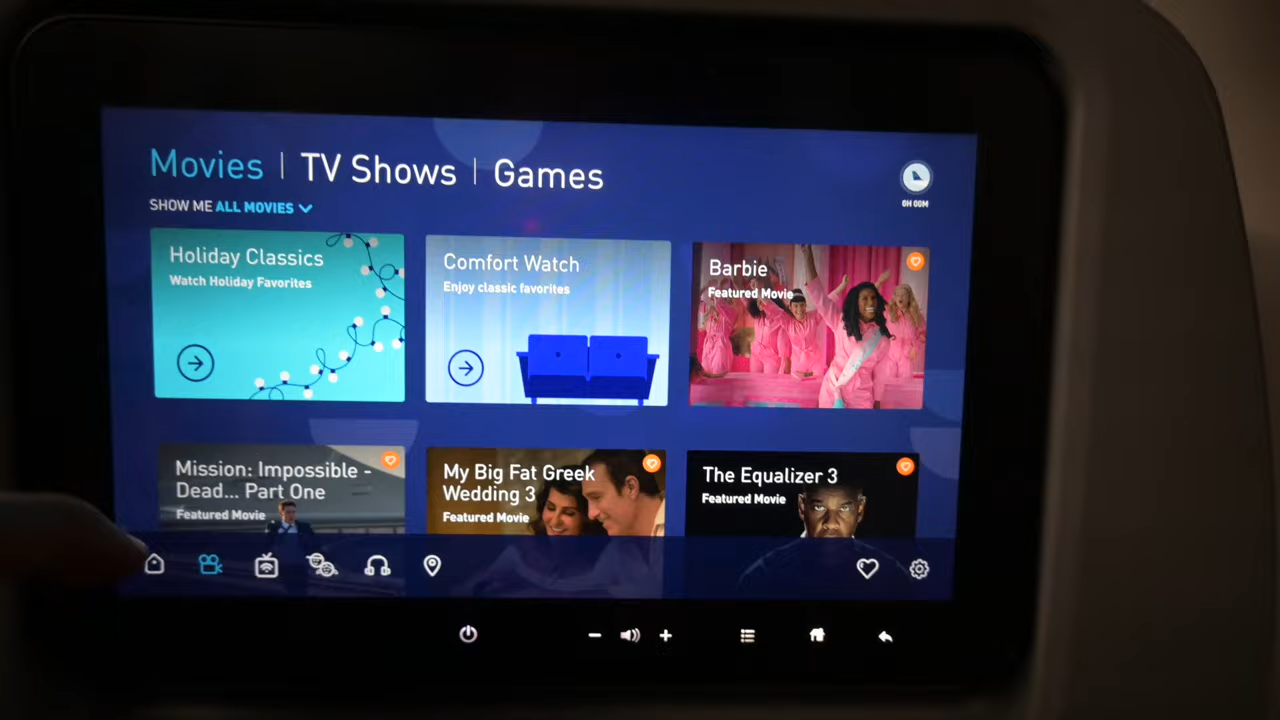 Movies | TV Shows | Games
0H 00M
SHOW ME ALL MOVIES
Holiday Classics
Watch Holiday Favorites
Comfort Watch
Enjoy classic favorites
Barbie
Featured Movie
Mission: Impossible -
Dead... Part One
Featured Movie
My Big Fat Greek
Wedding 3
Featured Movie
The Equalizer 3
Featured Movie